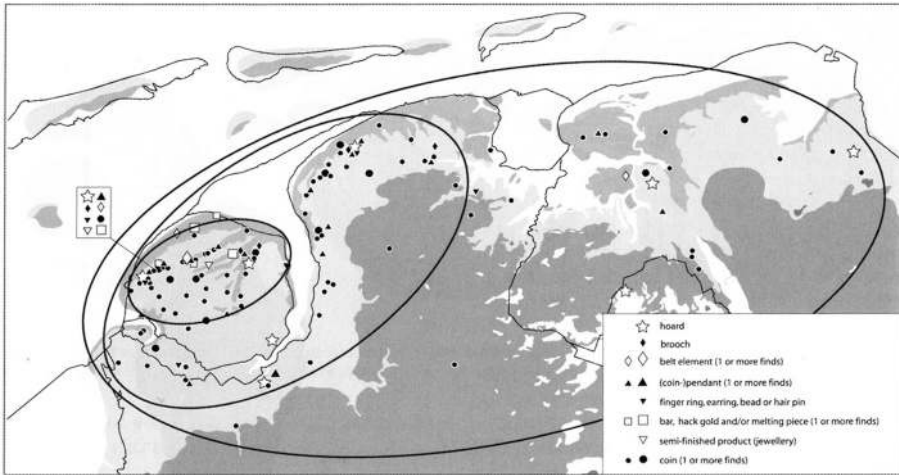 hoard
brooch
belt element (1 or more finds)
(coin-)pendant (1 or more finds)
finger ring, earring, bead or hair pin
bar, hack gold and/or melting piece (1 or more finds)
semi-finished product (jewellery)
coin (1 or more finds)